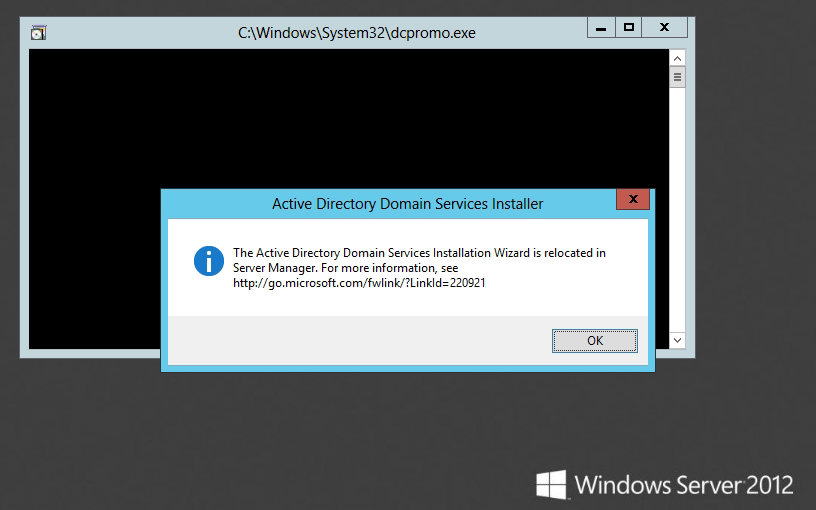 C:\Windows\System32\dcpromo.exe
Active Directory Domain Services Installer
The Active Directory Domain Services Installation Wizard is relocated in
Server Manager. For more information, see
http://go.microsoft.com/fwlink/?LinkId=220921
OK
Windows Server 2012